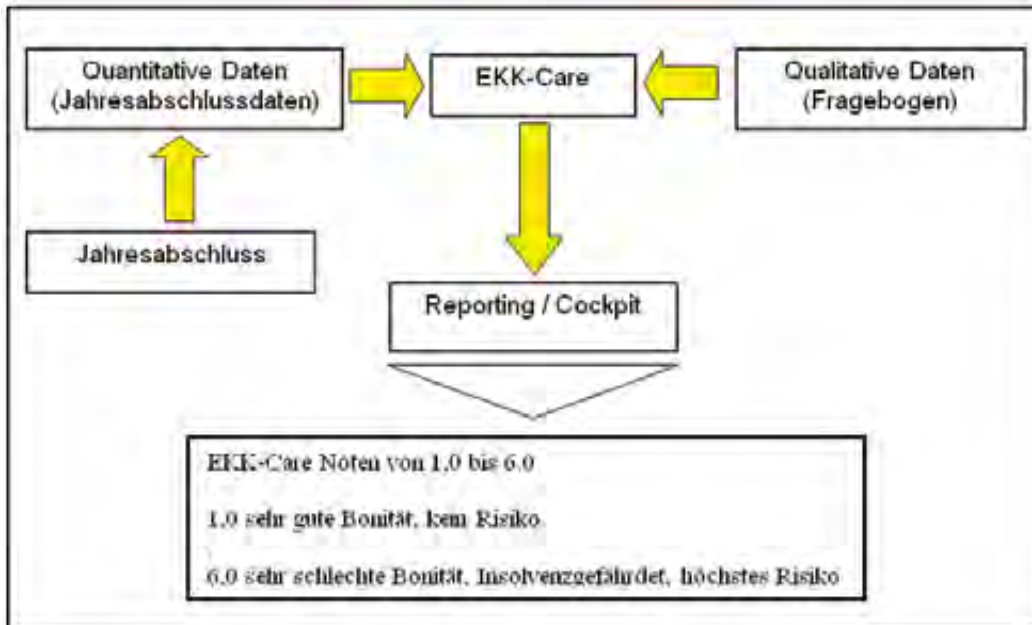 Quantitative Daten
(Jahresabschlussdaten)
EKK-Care
Qualitative Daten
(Fragebogen)
Jahresabschluss
Reporting / Cockpit
EKK-Care Noten von 1,0 bis 6,0
1,0 sehr gute Bonität, kein Risiko
6,0 sehr schlechte Bonität, Insolvenzgefährdet, höchstes Risiko